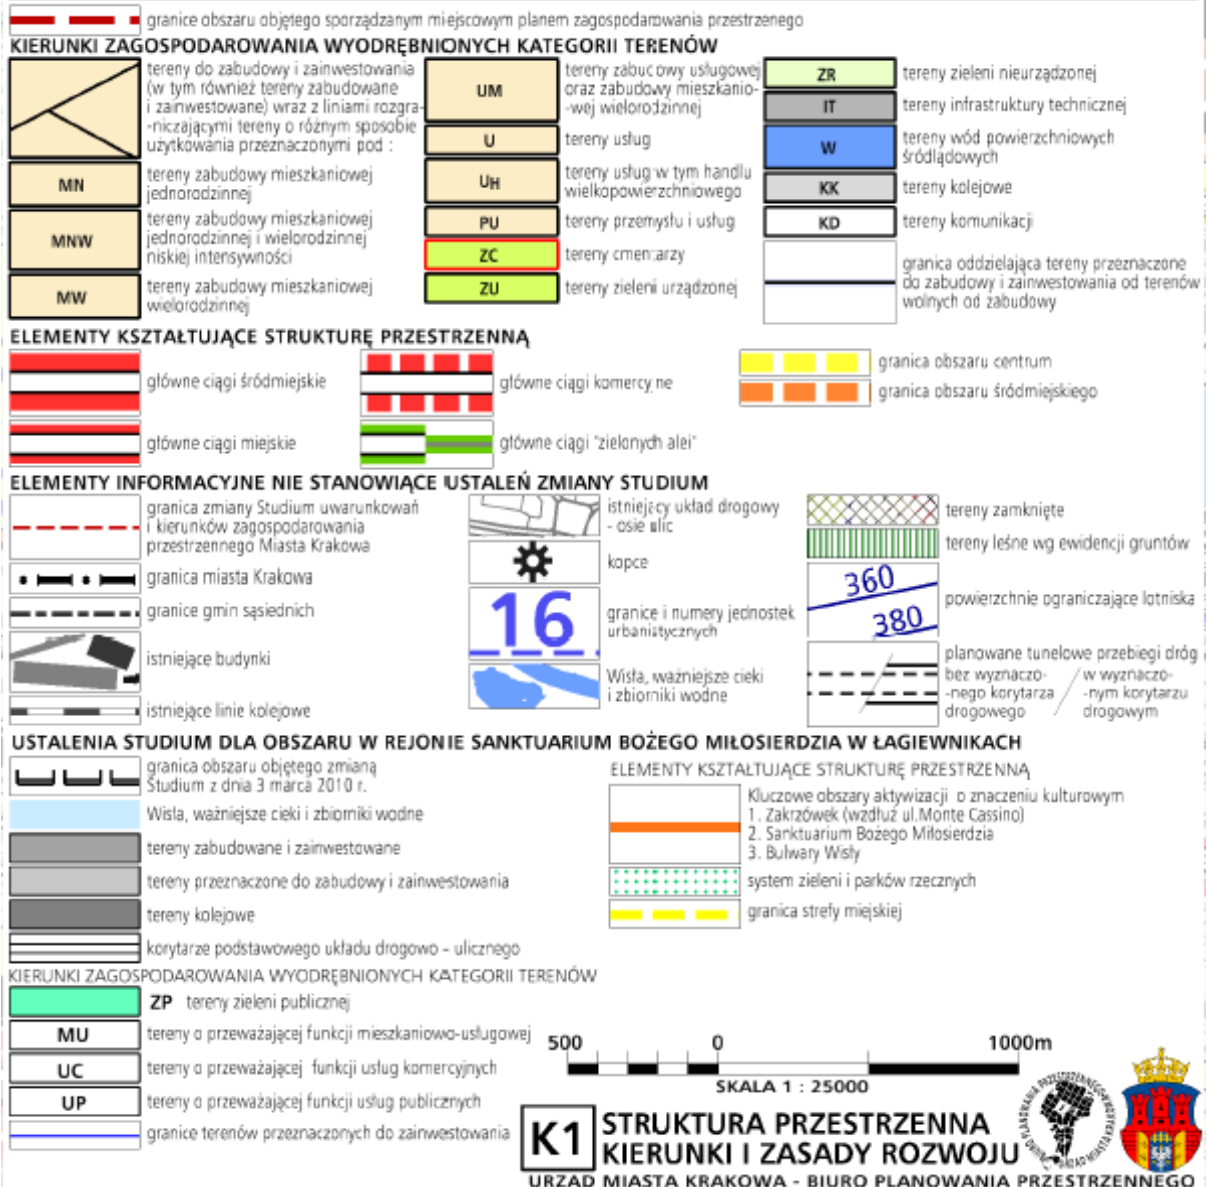 granice obszaru objętego sporządzanym miejscowym planem zagospodarowania przestrzenego
KIERUNKI ZAGOSPODAROWANIA WYODRĘBNIONYCH KATEGORII TERENÓW
tereny do zabudowy i zainwestowania
(w tym również tereny zabudowane
i zainwestowane) wraz z liniami rozgra-
-niczającymi tereny o różnym sposobie
użytkowania przeznaczonymi pod :
MN
tereny zabudowy mieszkaniowej
jednorodzinnej
MNW
tereny zabudowy mieszkaniowej
jednorodzinnej i wielorodzinnej
niskiej intensywności
MW
tereny zabudowy mieszkaniowej
wielorodzinnej
UM
tereny zabudowy usługowej
oraz zabudowy mieszkanio-
-wej wielorodzinnej
U
tereny usług
UH
tereny usług w tym handlu
wielkopowierzchniowego
PU
tereny przemysłu i usług
ZC
tereny cmentarzy
ZU
tereny zieleni urządzonej
ZR
tereny zieleni nieurządzonej
IT
tereny infrastruktury technicznej
W
tereny wód powierzchniowych
śródlądowych
KK
tereny kolejowe
KD
tereny komunikacji
granica oddzielająca tereny przeznaczone
do zabudowy i zainwestowania od terenów
wolnych od zabudowy
ELEMENTY KSZTAŁTUJĄCE STRUKTURĘ PRZESTRZENNĄ
główne ciągi śródmiejskie
główne ciągi miejskie
główne ciągi komercyjne
główne ciągi "zielonych alei"
granica obszaru centrum
granica obszaru śródmiejskiego
ELEMENTY INFORMACYJNE NIE STANOWIĄCE USTALEŃ ZMIANY STUDIUM
granica zmiany Studium uwarunkowań
i kierunków zagospodarowania
przestrzennego Miasta Krakowa
granica miasta Krakowa
granice gmin sąsiednich
istniejące budynki
istniejące linie kolejowe
istniejący układ drogowy
- osie ulic
kopce
16
granice i numery jednostek
urbanistycznych
Wisła, ważniejsze cieki
i zbiorniki wodne
tereny zamknięte
tereny leśne wg ewidencji gruntów
360
380
powierzchnie ograniczające lotniska
planowane tunelowe przebiegi dróg
bez wyznaczo-
-nego korytarza
drogowego
/ w wyznaczo-
-nym korytarzu
drogowym
USTALENIA STUDIUM DLA OBSZARU W REJONIE SANKTUARIUM BOŻEGO MIŁOSIERDZIA W ŁAGIEWNIKACH
granica obszaru objętego zmianą
Studium z dnia 3 marca 2010 r.
Wisła, ważniejsze cieki i zbiorniki wodne
tereny zabudowane i zainwestowane
tereny przeznaczone do zabudowy i zainwestowania
tereny kolejowe
korytarze podstawowego układu drogowo - ulicznego
ELEMENTY KSZTAŁTUJĄCE STRUKTURĘ PRZESTRZENNĄ
Kluczowe obszary aktywizacji o znaczeniu kulturowym
1. Zakrzówek (wzdłuż ul.Monte Cassino)
2. Sanktuarium Bożego Miłosierdzia
3. Bulwary Wisły
system zieleni i parków rzecznych
granica strefy miejskiej
KIERUNKI ZAGOSPODAROWANIA WYODRĘBNIONYCH KATEGORII TERENÓW
ZP tereny zieleni publicznej
MU
tereny o przeważającej funkcji mieszkaniowo-usługowej
UC
tereny o przeważającej funkcji usług komercyjnych
UP
tereny o przeważającej funkcji usług publicznych
granice terenów przeznaczonych do zainwestowania
500 0 1000m
SKALA 1 : 25000
K1
STRUKTURA PRZESTRZENNA
KIERUNKI I ZASADY ROZWOJU
URZĄD MIASTA KRAKOWA - BIURO PLANOWANIA PRZESTRZENNEGO